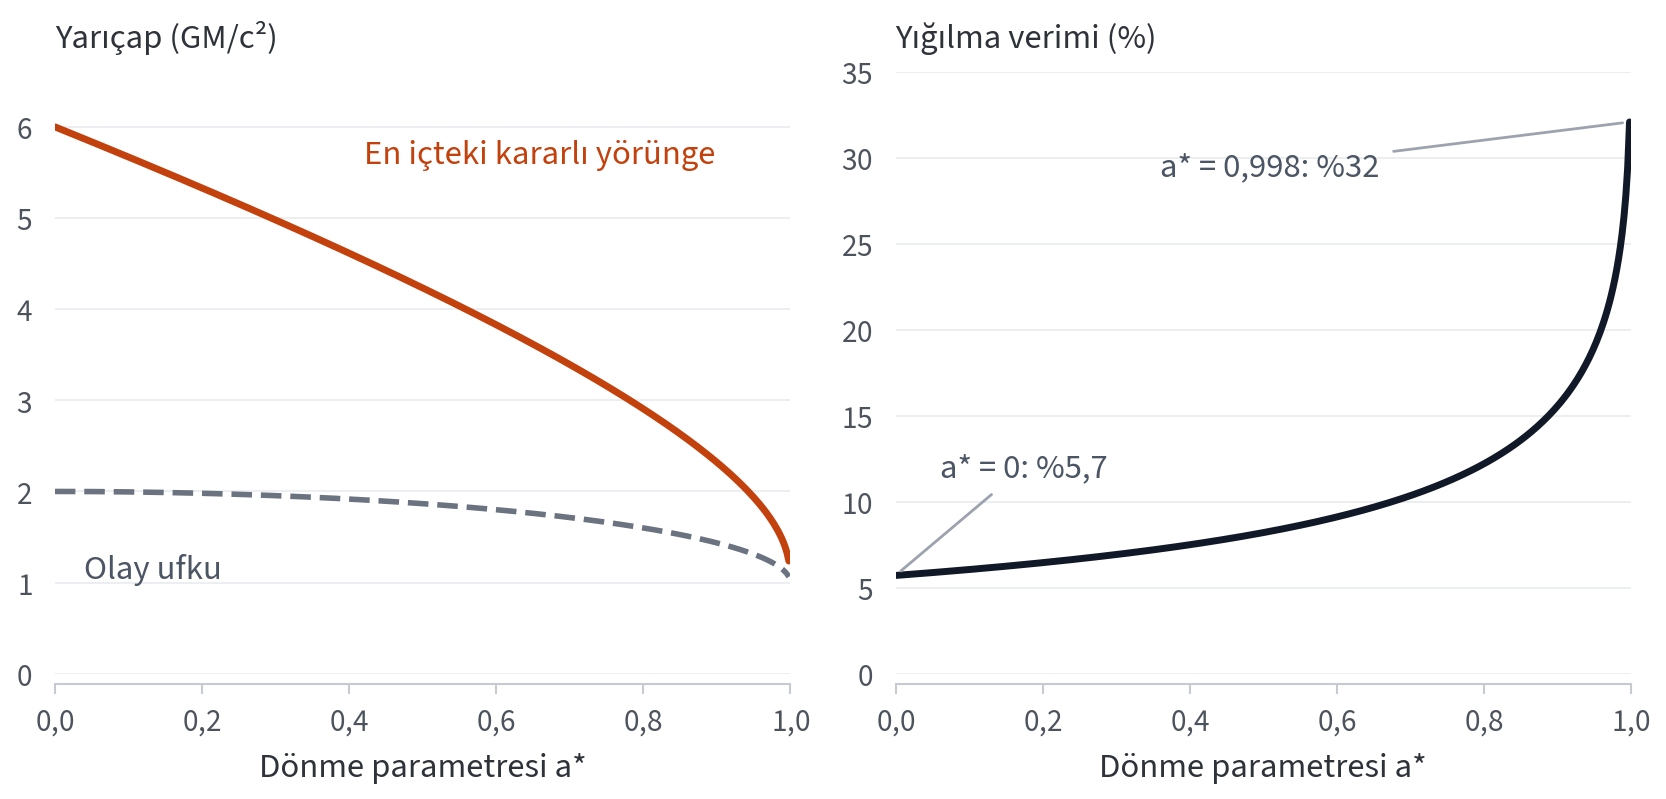 Yarıçap (GM/c²)
6
5
4
3
2
1
0
En içteki kararlı yörünge
Olay ufku
0,0 0,2 0,4 0,6 0,8 1,0
Dönme parametresi a*
Yığılma verimi (%)
35
30
25
20
15
10
5
0
a* = 0,998: %32
a* = 0: %5,7
0,0 0,2 0,4 0,6 0,8 1,0
Dönme parametresi a*